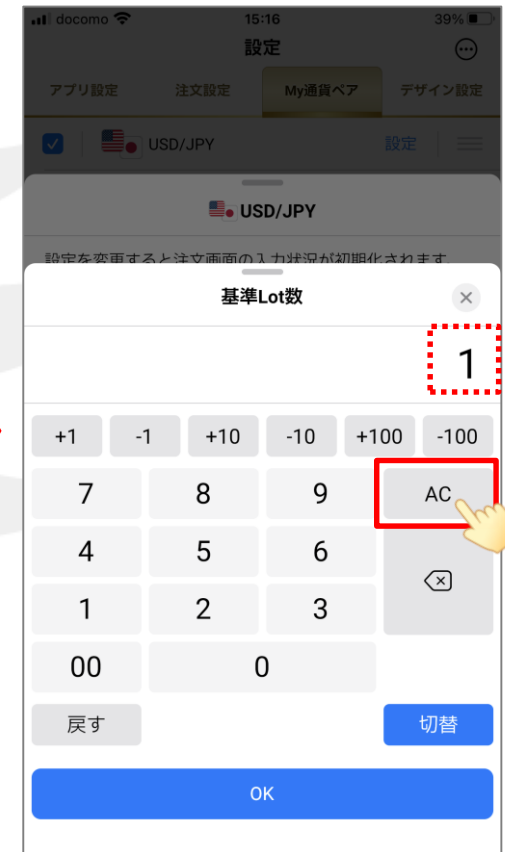 docomo 15:16 39%
設定
アプリ設定 注文設定 My通貨ペア デザイン設定
USD/JPY 設定
USD/JPY
設定を変更すると注文画面の入力状況が初期化されます
基準Lot数
1
+1 -1 +10 -10 +100 -100
7 8 9 AC
4 5 6
1 2 3
00 0
戻す 切替
OK